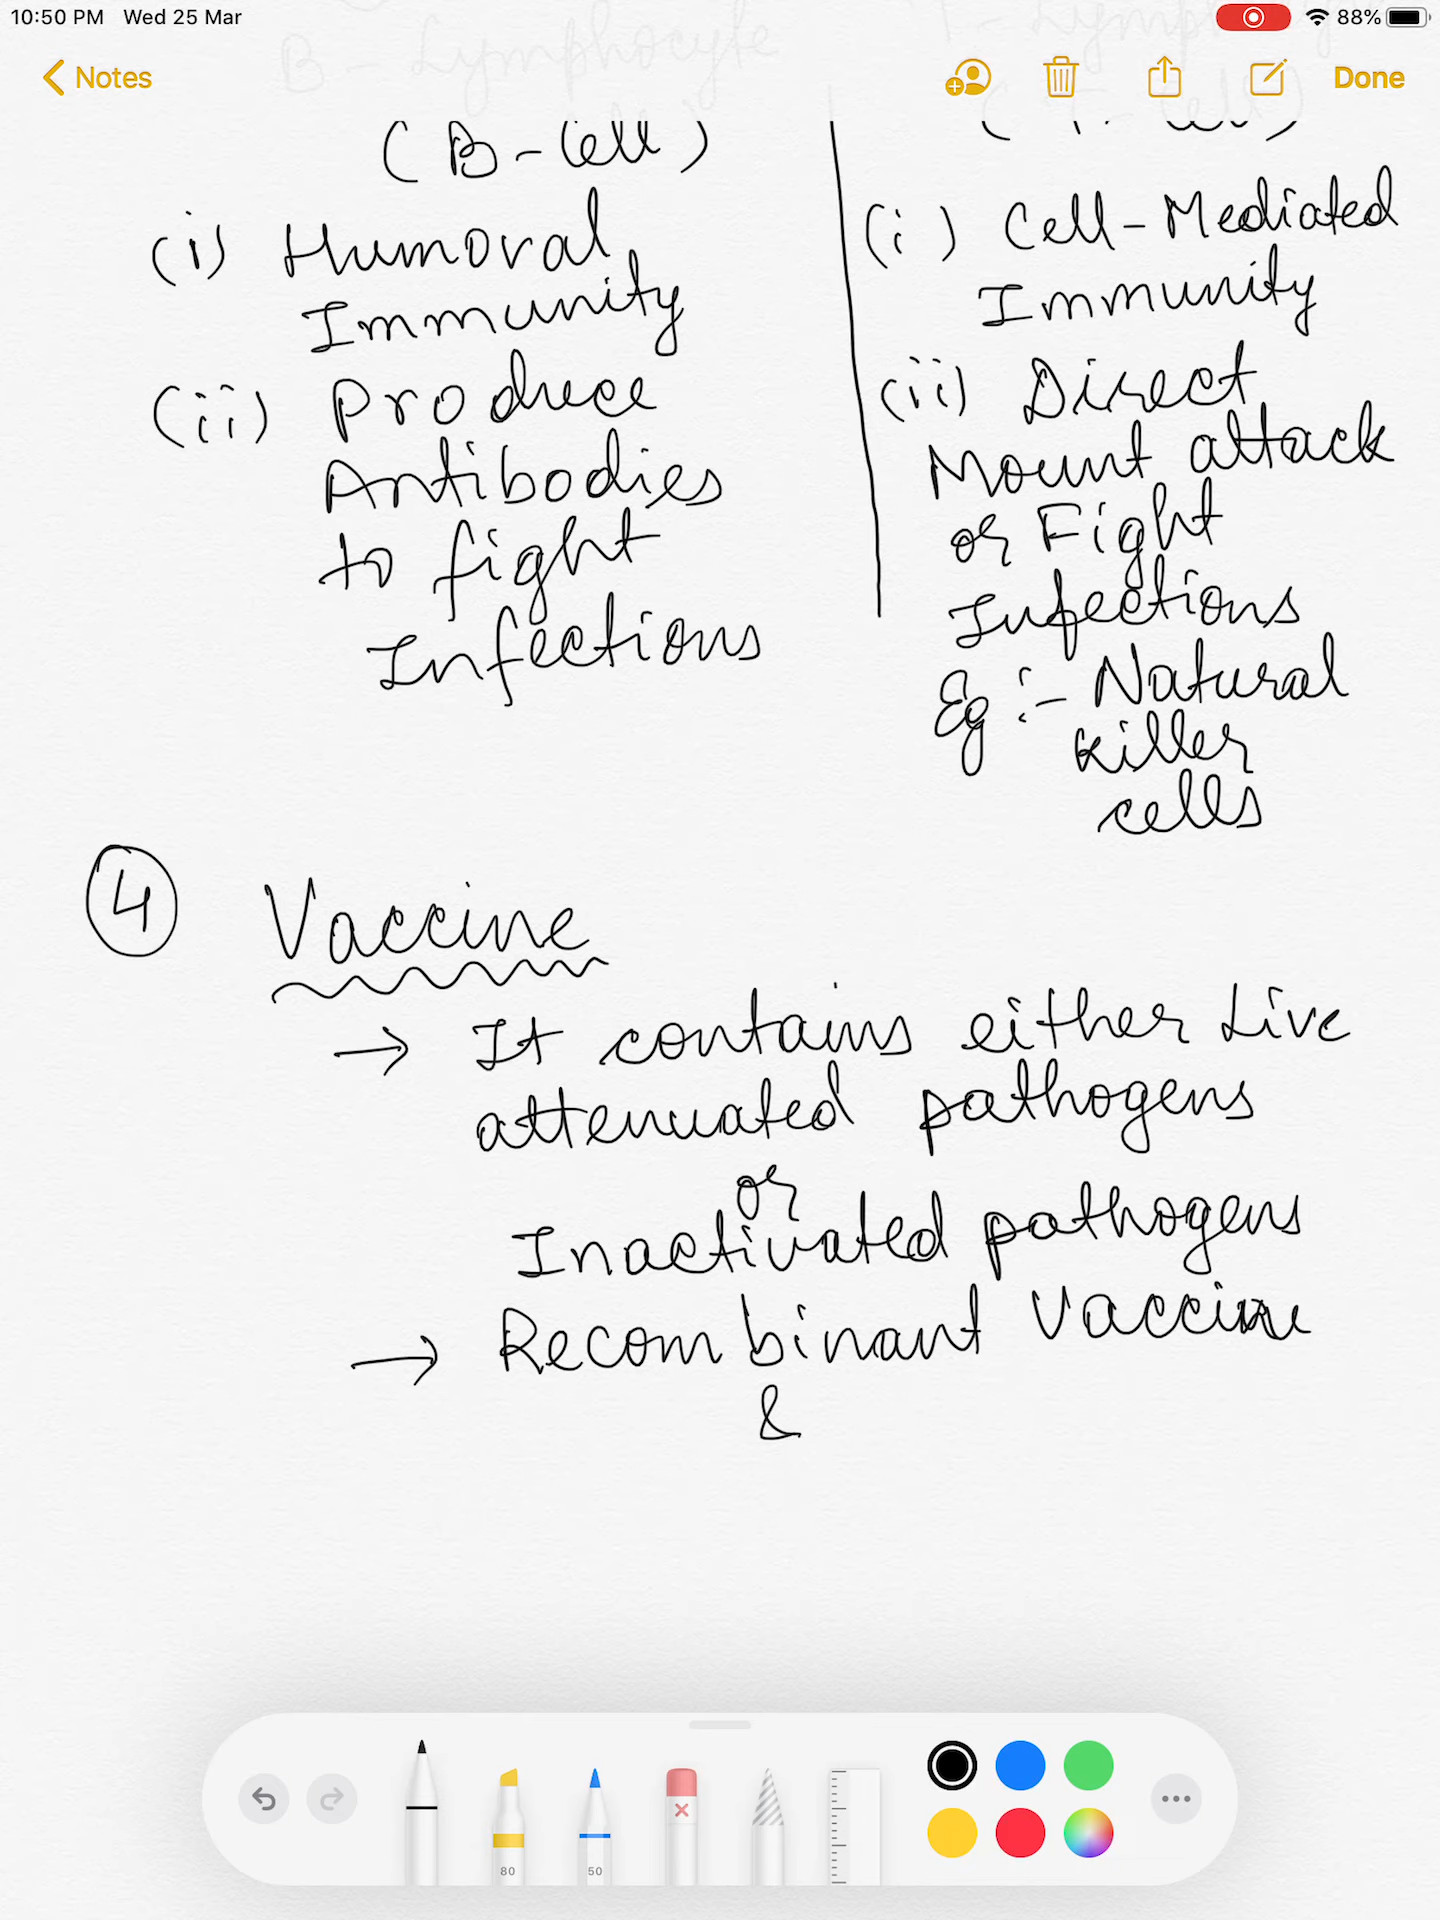 10:50 PM Wed 25 Mar
88%
B - Lymphocyte
Notes
Done
(B-Cell)
(i) Humoral
Immunity
(ii) Produce
Antibodies
to fight
Infections
(i) Cell-Mediated
Immunity
(ii) Direct
Mount attack
or Fight
Infections
Eg :- Natural
killer
cells
4 Vaccine
→ It contains either Live
attenuated pathogens
or
Inactivated pathogens
→ Recombinant Vaccine
&
80
50